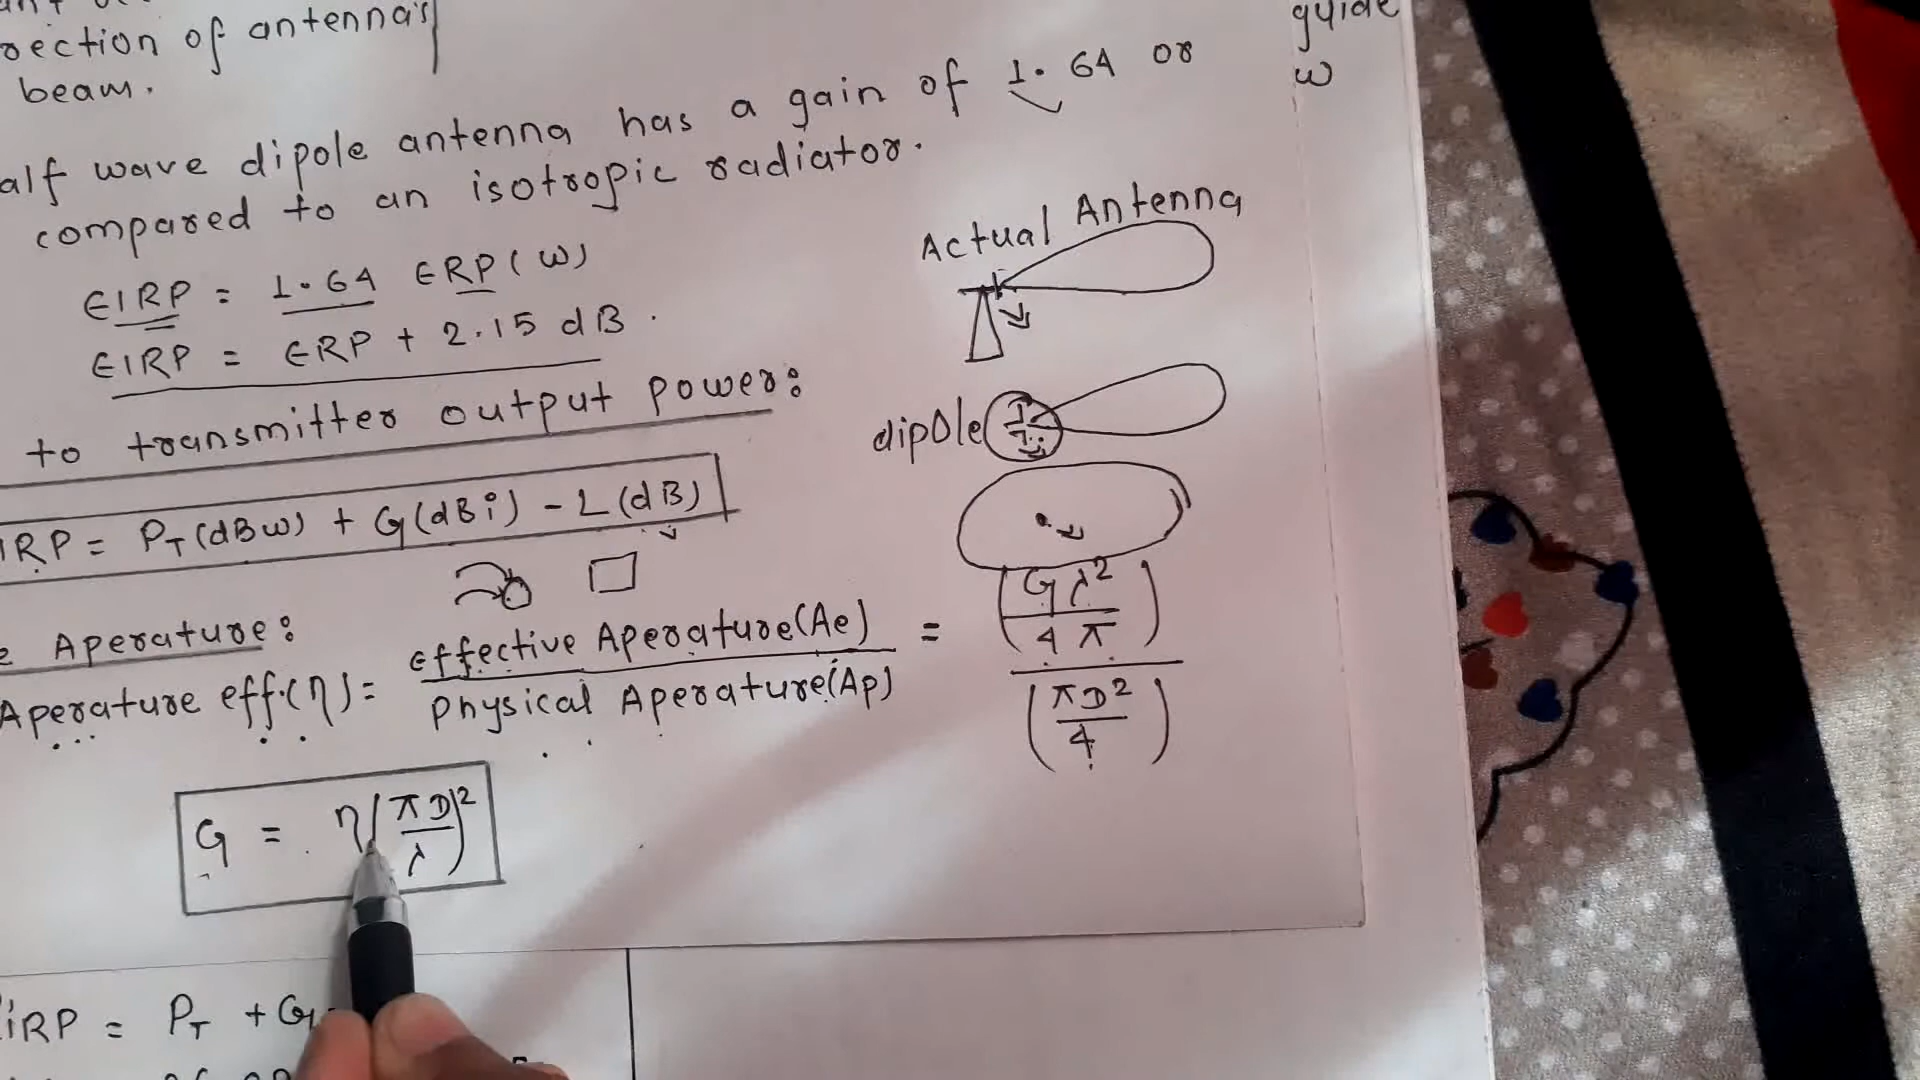 rection of antenna's
beam.
guide
w
alf wave dipole antenna has a gain of 1.64 or
compared to an isotropic radiator.
EIRP = 1.64 ERP (W)
EIRP = ERP + 2.15 dB.
Actual Antenna
dipole
to transmitter output power:
IRP = PT (dBW) + G (dBi) - L (dB)
e Aperature:
Aperature eff.(η) = effective Aperature(Ae) / Physical Aperature(Ap) = (Gλ²/4π) / (πD²/4)
G = η(πD/λ)²
iRP = PT + G